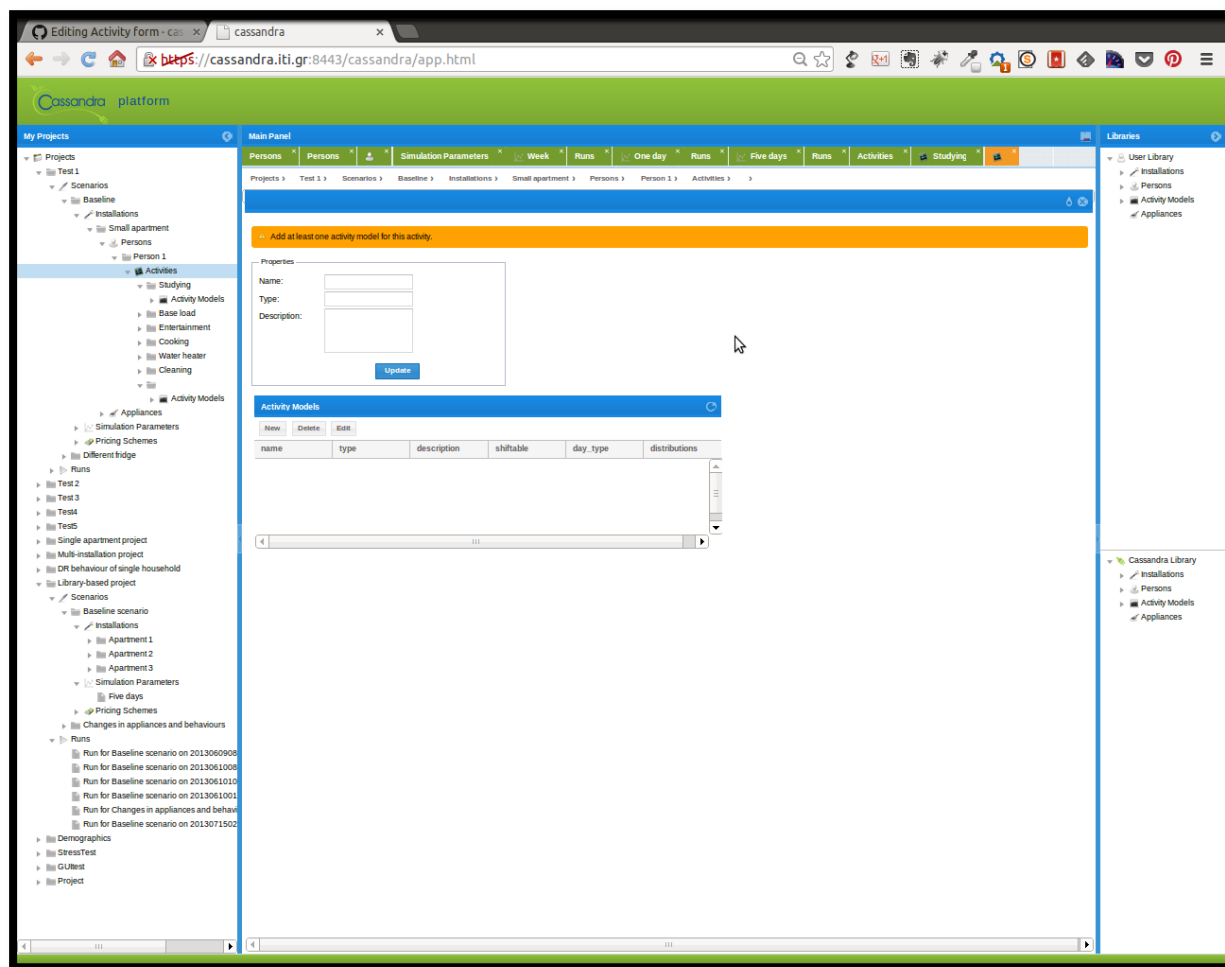 Editing Activity form - cas × cassandra ×
https://cassandra.iti.gr:8443/cassandra/app.html
Cassandra platform
My Projects
Projects
Test 1
Scenarios
Baseline
Installations
Small apartment
Persons
Person 1
Activities
Studying
Activity Models
Base load
Entertainment
Cooking
Water heater
Cleaning
Activity Models
Appliances
Simulation Parameters
Pricing Schemes
Different fridge
Runs
Test 2
Test 3
Test4
Test5
Single apartment project
Multi-installation project
DR behaviour of single household
Library-based project
Scenarios
Baseline scenario
Installations
Apartment 1
Apartment 2
Apartment 3
Simulation Parameters
Five days
Pricing Schemes
Changes in appliances and behaviours
Runs
Run for Baseline scenario on 2013060908
Run for Baseline scenario on 2013061008
Run for Baseline scenario on 2013061010
Run for Baseline scenario on 2013061001
Run for Changes in appliances and behavi
Run for Baseline scenario on 2013071502
Demographics
StressTest
GUItest
Project
Main Panel
Persons × Persons × × Simulation Parameters × Week × Runs × One day × Runs × Five days × Runs × Activities × Studying × ×
Projects › Test 1 › Scenarios › Baseline › Installations › Small apartment › Persons › Person 1 › Activities › ›
Add at least one activity model for this activity.
Properties
Name:
Type:
Description:
Update
Activity Models
New Delete Edit
name type description shiftable day_type distributions
Libraries
User Library
Installations
Persons
Activity Models
Appliances
Cassandra Library
Installations
Persons
Activity Models
Appliances